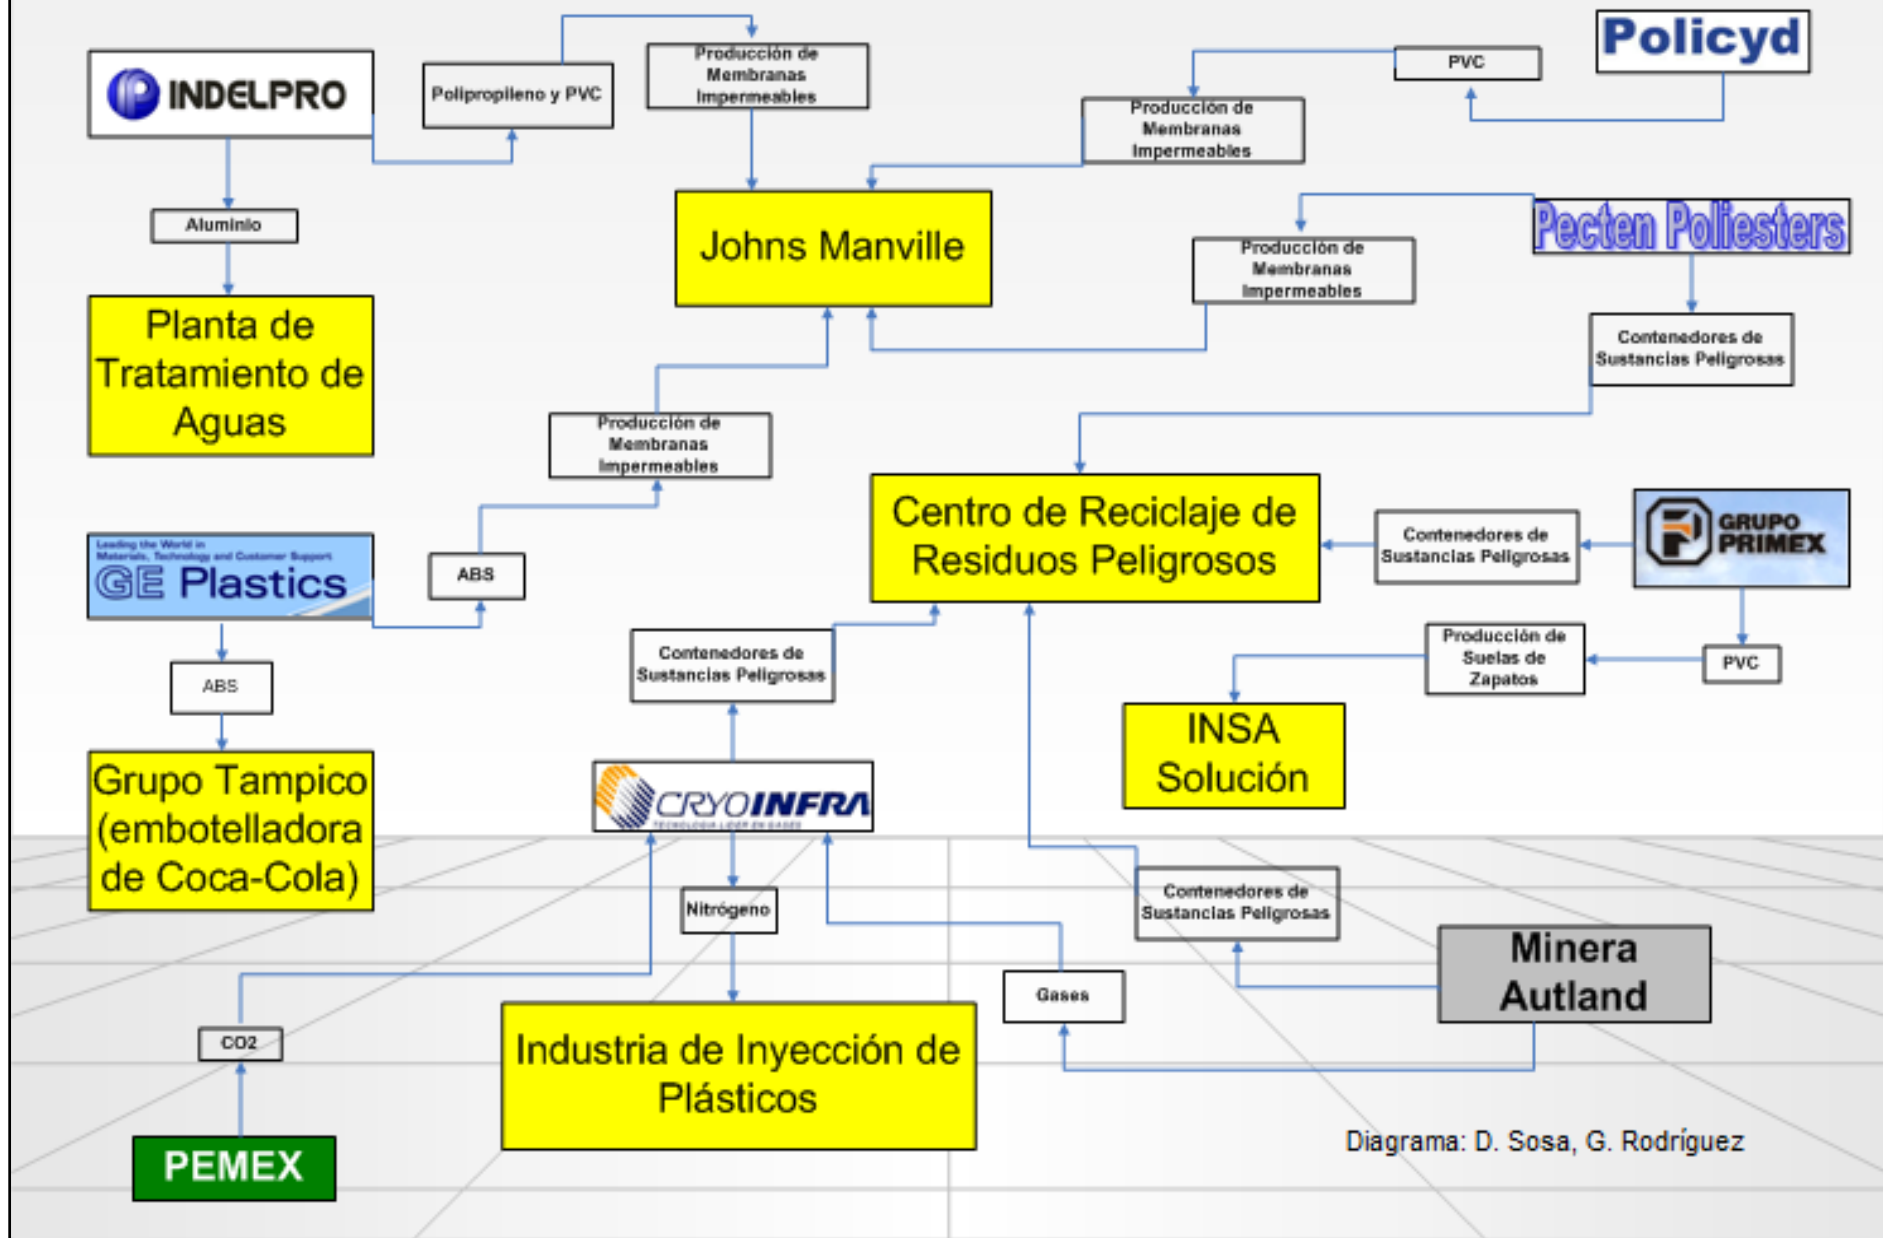 Policyd
Producción de
Membranas
Impermeables
PVC
INDELPRO
Polipropileno y PVC
Producción de
Membranas
Impermeables
Aluminio
Johns Manville
Pecten Poliesters
Producción de
Membranas
Impermeables
Planta de
Tratamiento de
Aguas
Contenedores de
Sustancias Peligrosas
Producción de
Membranas
Impermeables
Centro de Reciclaje de
Residuos Peligrosos
Contenedores de
Sustancias Peligrosas
GRUPO
PRIMEX
Leading the World in
Materials, Technology and Customer Support
GE Plastics
ABS
Contenedores de
Sustancias Peligrosas
Producción de
Suelas de
Zapatos
PVC
ABS
INSA
Solución
Grupo Tampico
(embotelladora
de Coca-Cola)
CRYOINFRA
TECNOLOGIA LIDER EN GASES
Nitrógeno
Contenedores de
Sustancias Peligrosas
Minera
Autland
Gases
CO2
Industria de Inyección de
Plásticos
PEMEX
Diagrama: D. Sosa, G. Rodríguez